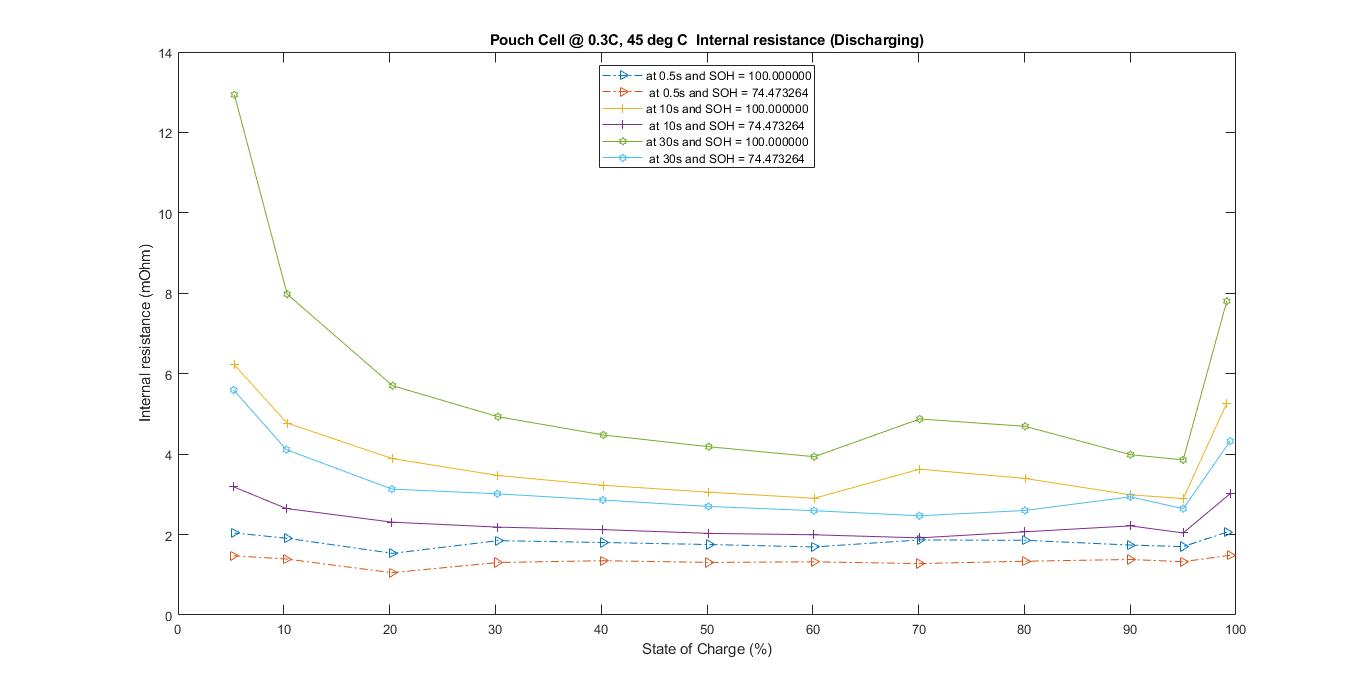 Pouch Cell @ 0.3C, 45 deg C  Internal resistance (Discharging)
at 0.5s and SOH = 100.000000
at 0.5s and SOH = 74.473264
at 10s and SOH = 100.000000
at 10s and SOH = 74.473264
at 30s and SOH = 100.000000
at 30s and SOH = 74.473264
Internal resistance (mOhm)
14
12
10
8
6
4
2
0
0 10 20 30 40 50 60 70 80 90 100
State of Charge (%)